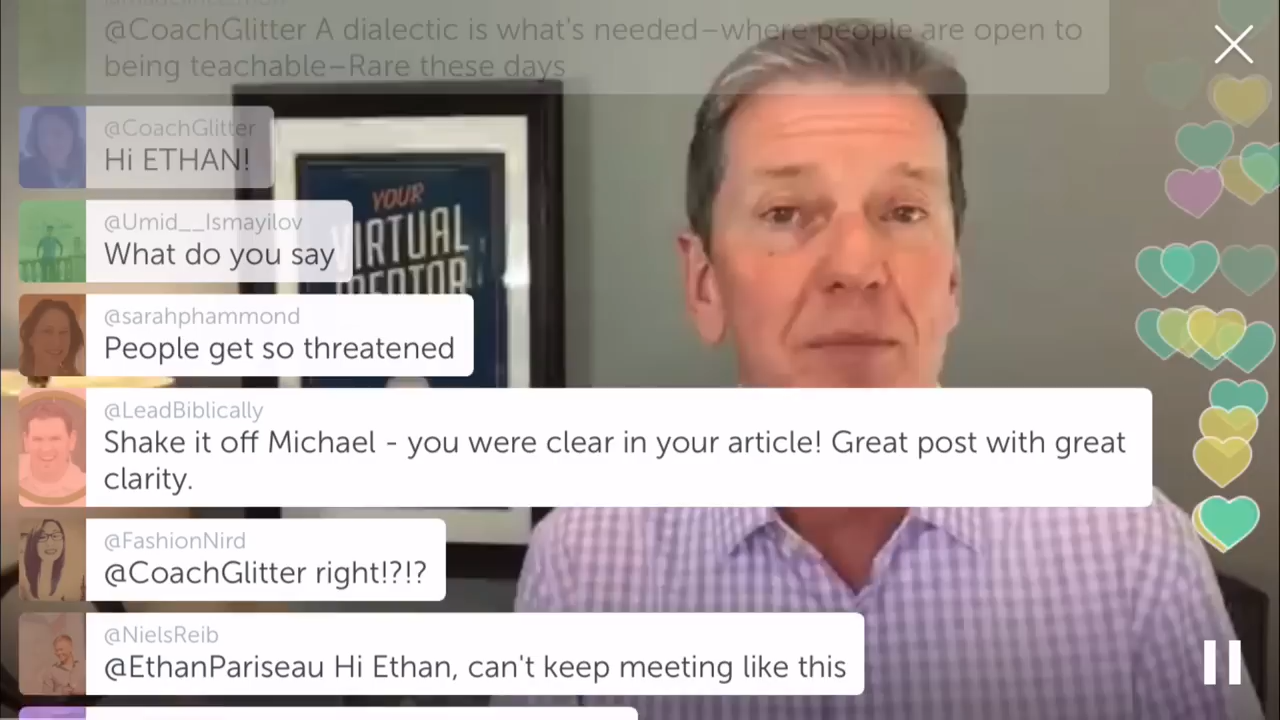 @CoachGlitter A dialectic is what's needed–where people are open to
being teachable–Rare these days
@CoachGlitter
Hi ETHAN!
YOUR
VIRTUAL
MENTOR
@Umid__Ismayilov
What do you say
@sarahphammond
People get so threatened
@LeadBiblically
Shake it off Michael - you were clear in your article! Great post with great
clarity.
@FashionNird
@CoachGlitter right!?!?
@NielsReib
@EthanPariseau Hi Ethan, can't keep meeting like this